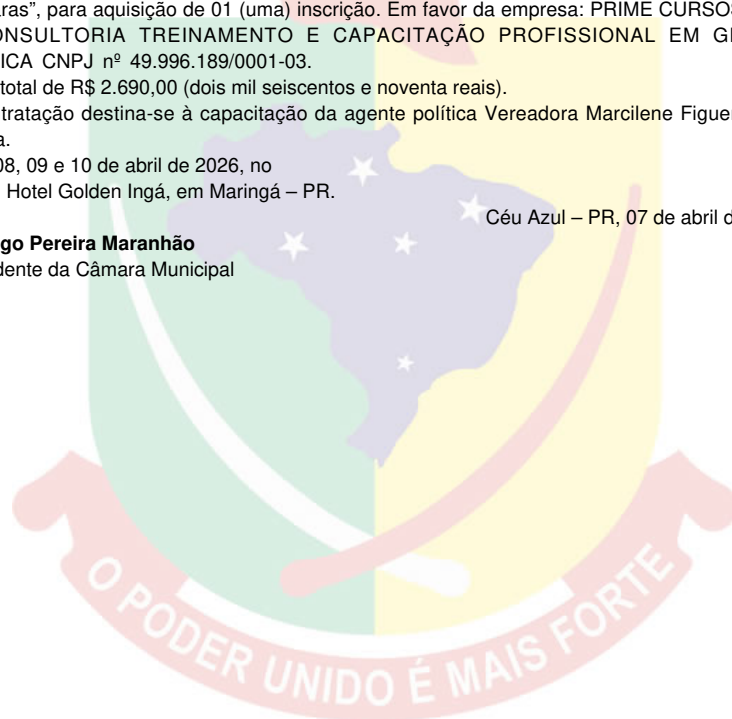 aras”, para aquisição de 01 (uma) inscrição. Em favor da empresa: PRIME CURSOS
ONSULTORIA TREINAMENTO E CAPACITAÇÃO PROFISSIONAL EM GE
ICA CNPJ nº 49.996.189/0001-03.
total de R$ 2.690,00 (dois mil seiscentos e noventa reais).
tratação destina-se à capacitação da agente política Vereadora Marcilene Figuer
a.
08, 09 e 10 de abril de 2026, no
Hotel Golden Ingá, em Maringá – PR.
Céu Azul – PR, 07 de abril d
go Pereira Maranhão
dente da Câmara Municipal
O PODER UNIDO É MAIS FORTE